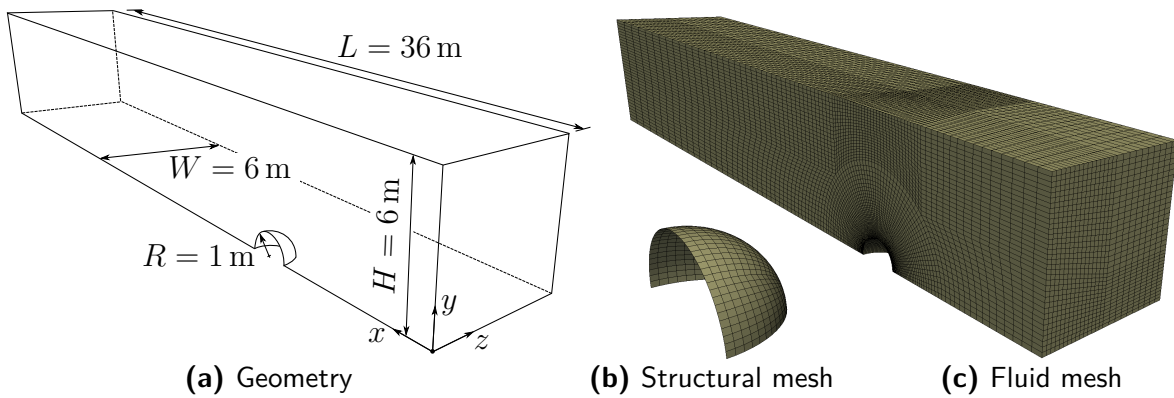 L = 36 m
W = 6 m
H = 6 m
R = 1 m
x
y
z
(a) Geometry
(b) Structural mesh
(c) Fluid mesh